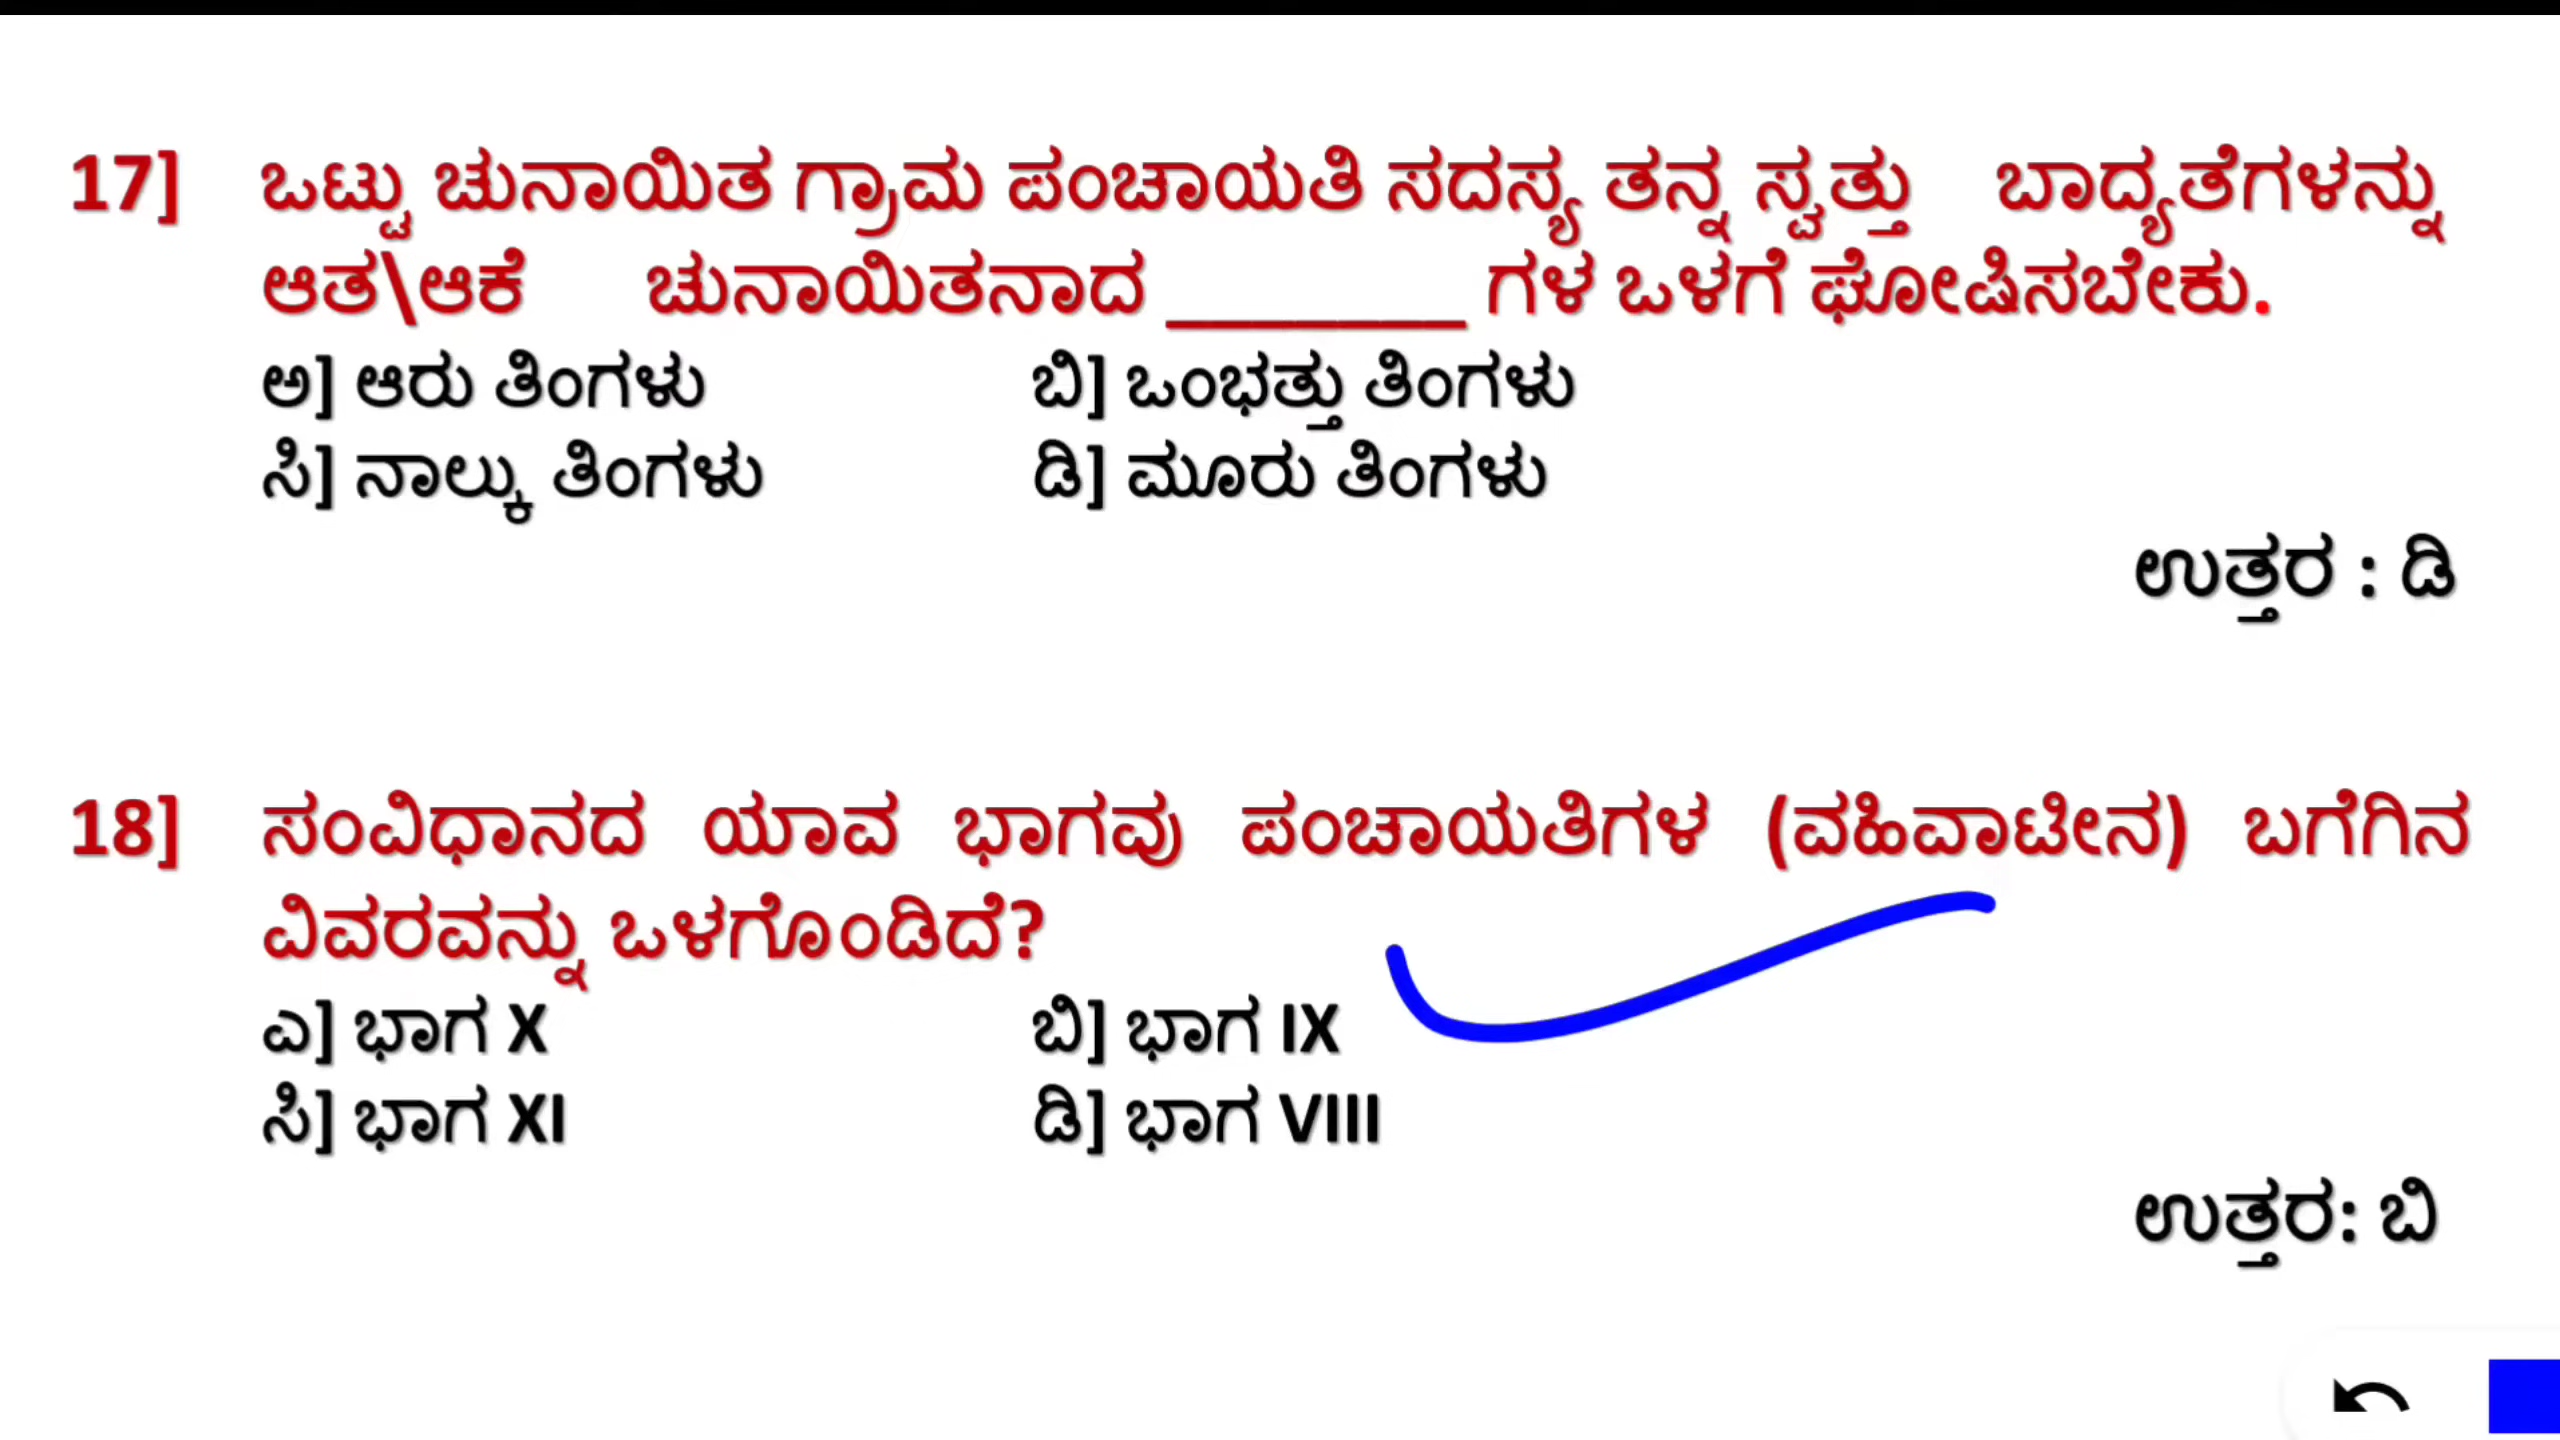 17] ಒಟ್ಟು ಚುನಾಯಿತ ಗ್ರಾಮ ಪಂಚಾಯತಿ ಸದಸ್ಯ ತನ್ನ ಸ್ವತ್ತು ಬಾದ್ಯತೆಗಳನ್ನು
ಆತ\ಆಕೆ ಚುನಾಯಿತನಾದ ________ ಗಳ ಒಳಗೆ ಘೋಷಿಸಬೇಕು.
ಅ] ಆರು ತಿಂಗಳು ಬಿ] ಒಂಭತ್ತು ತಿಂಗಳು
ಸಿ] ನಾಲ್ಕು ತಿಂಗಳು ಡಿ] ಮೂರು ತಿಂಗಳು
ಉತ್ತರ : ಡಿ
18] ಸಂವಿಧಾನದ ಯಾವ ಭಾಗವು ಪಂಚಾಯತಿಗಳ (ವಹಿವಾಟೀನ) ಬಗೆಗಿನ
ವಿವರವನ್ನು ಒಳಗೊಂಡಿದೆ?
ಎ] ಭಾಗ X ಬಿ] ಭಾಗ IX
ಸಿ] ಭಾಗ XI ಡಿ] ಭಾಗ VIII
ಉತ್ತರ: ಬಿ